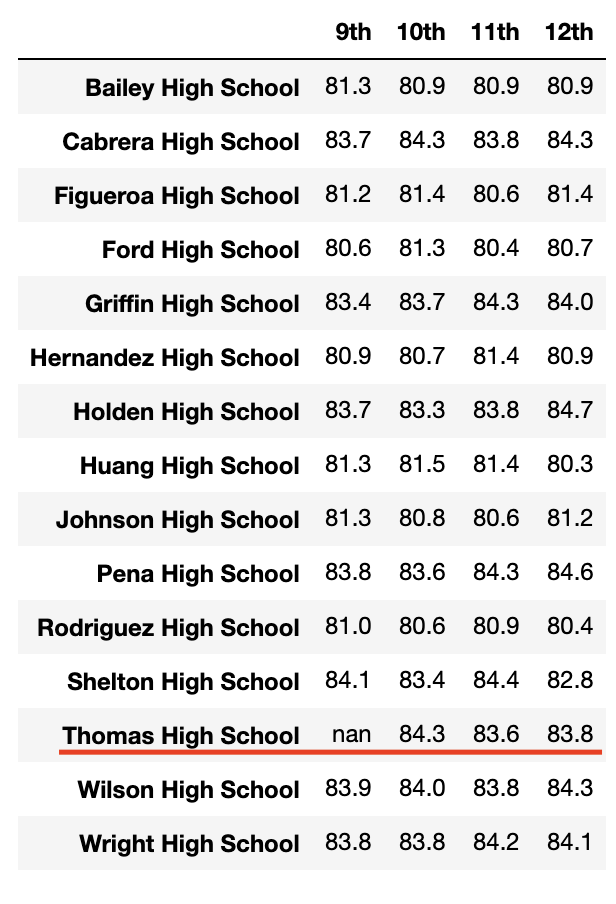 9th 10th 11th 12th
Bailey High School 81.3 80.9 80.9 80.9
Cabrera High School 83.7 84.3 83.8 84.3
Figueroa High School 81.2 81.4 80.6 81.4
Ford High School 80.6 81.3 80.4 80.7
Griffin High School 83.4 83.7 84.3 84.0
Hernandez High School 80.9 80.7 81.4 80.9
Holden High School 83.7 83.3 83.8 84.7
Huang High School 81.3 81.5 81.4 80.3
Johnson High School 81.3 80.8 80.6 81.2
Pena High School 83.8 83.6 84.3 84.6
Rodriguez High School 81.0 80.6 80.9 80.4
Shelton High School 84.1 83.4 84.4 82.8
Thomas High School nan 84.3 83.6 83.8
Wilson High School 83.9 84.0 83.8 84.3
Wright High School 83.8 83.8 84.2 84.1